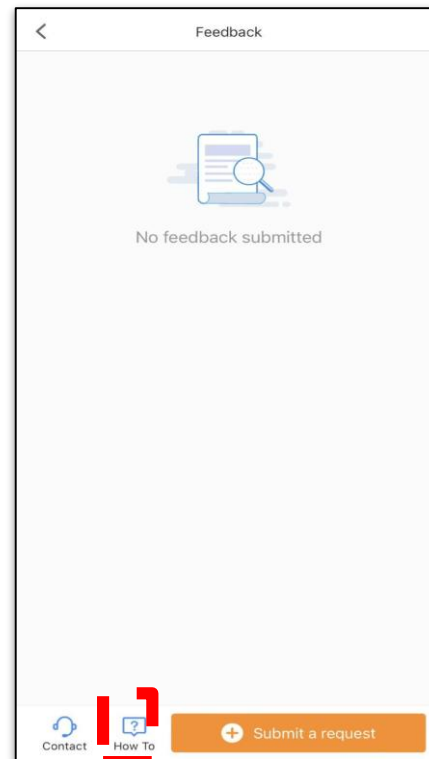 Feedback
No feedback submitted
Contact
How To
Submit a request